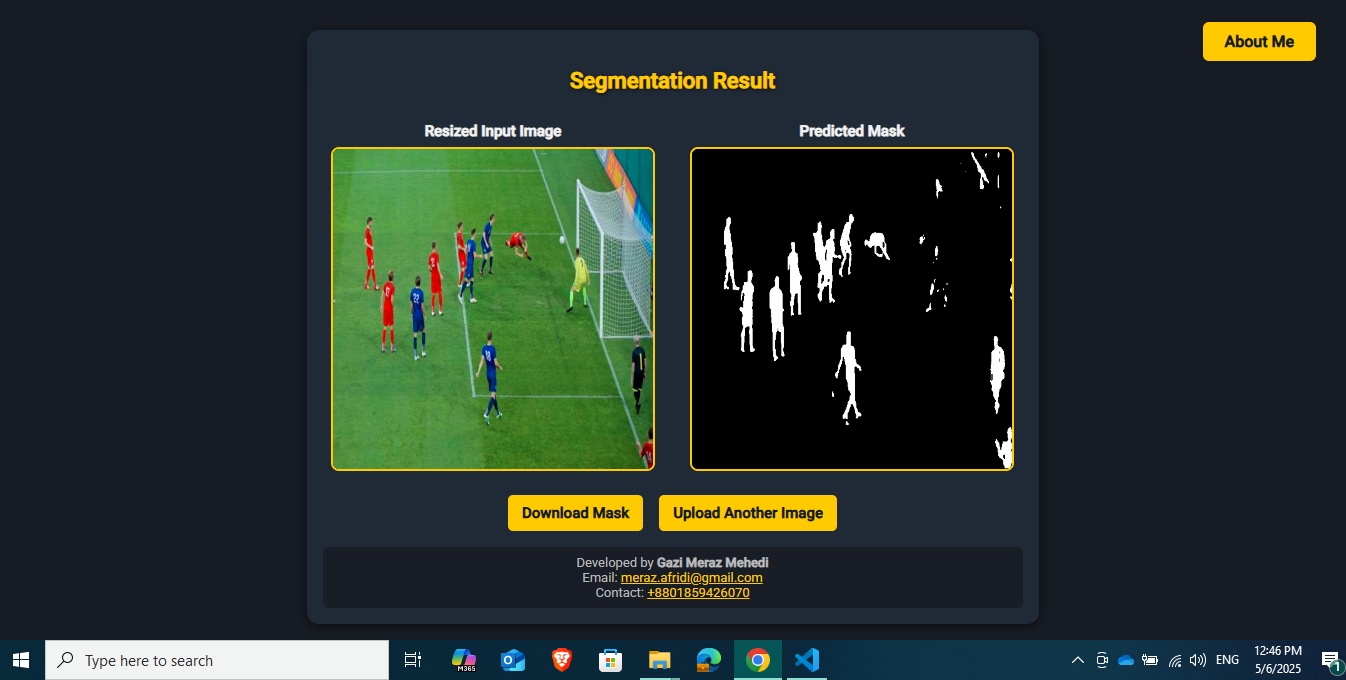 About Me
Segmentation Result
Resized Input Image
Predicted Mask
22
Download Mask
Upload Another Image
Developed by Gazi Meraz Mehedi
Email: meraz.afridi@gmail.com
Contact: +8801859426070
Type here to search
M365
ENG
12:46 PM
5/6/2025
1